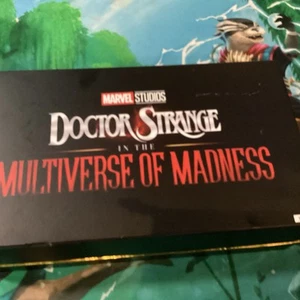 MARVEL STUDIOS
DOCTOR STRANGE
IN THE
MULTIVERSE OF MADNESS